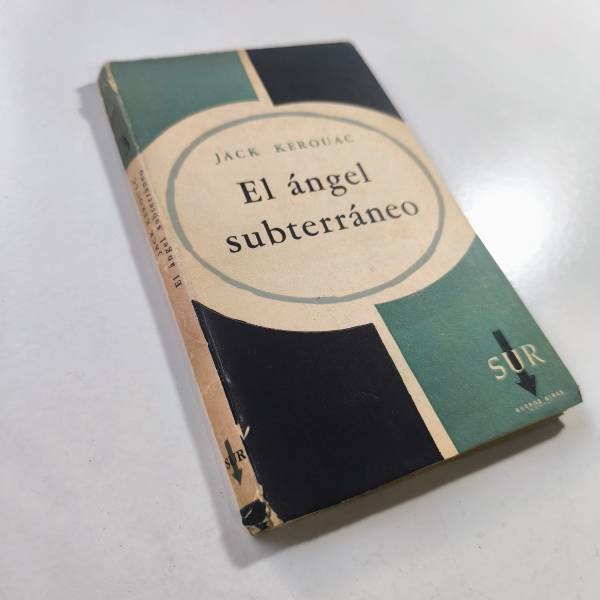 JACK KEROUAC
El ángel
subterráneo
SUR
BUENOS AIRES
JACK KEROUAC
El ángel subterráneo
SUR